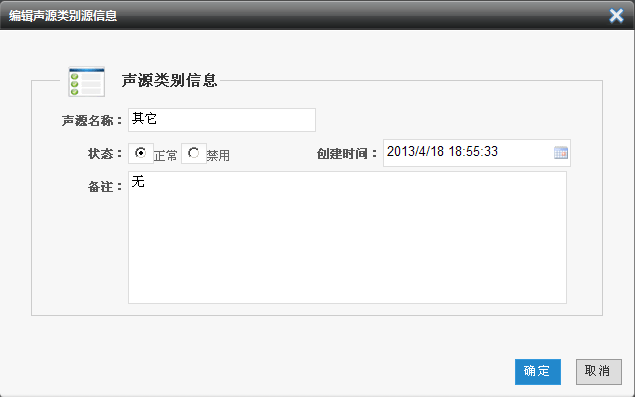 编辑声源类别源信息
声源类别信息
声源名称： 其它
状态： 正常 禁用 创建时间： 2013/4/18 18:55:33
备注： 无
确定 取消